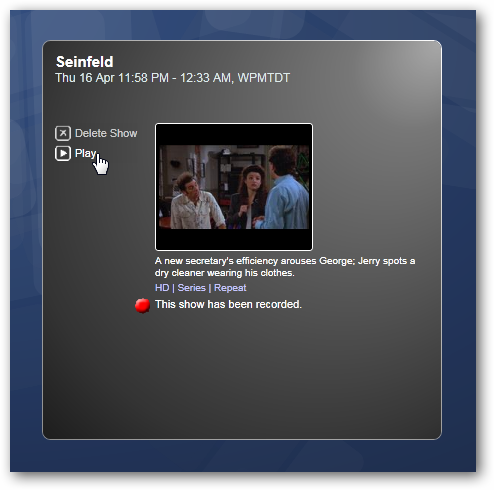 Seinfeld
Thu 16 Apr 11:58 PM - 12:33 AM, WPMTDT
Delete Show
Play
A new secretary's efficiency arouses George; Jerry spots a
dry cleaner wearing his clothes.
HD | Series | Repeat
This show has been recorded.